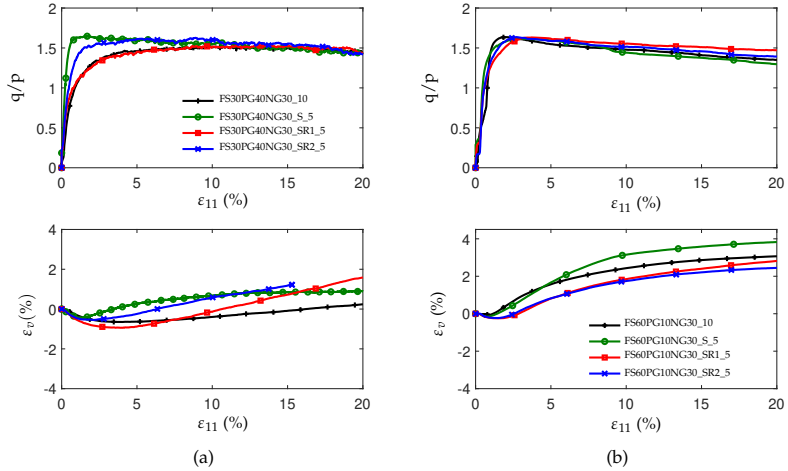 2
1.5
1
0.5
0
q/p
0 5 10 15 20
ε11 (%)
FS30PG40NG30_10
FS30PG40NG30_S_5
FS30PG40NG30_SR1_5
FS30PG40NG30_SR2_5
2
1.5
1
0.5
0
q/p
0 5 10 15 20
ε11 (%)
4
2
0
-2
-4
εv(%)
0 5 10 15 20
ε11 (%)
(a)
4
2
0
-2
-4
εv (%)
0 5 10 15 20
ε11 (%)
FS60PG10NG30_10
FS60PG10NG30_S_5
FS60PG10NG30_SR1_5
FS60PG10NG30_SR2_5
(b)